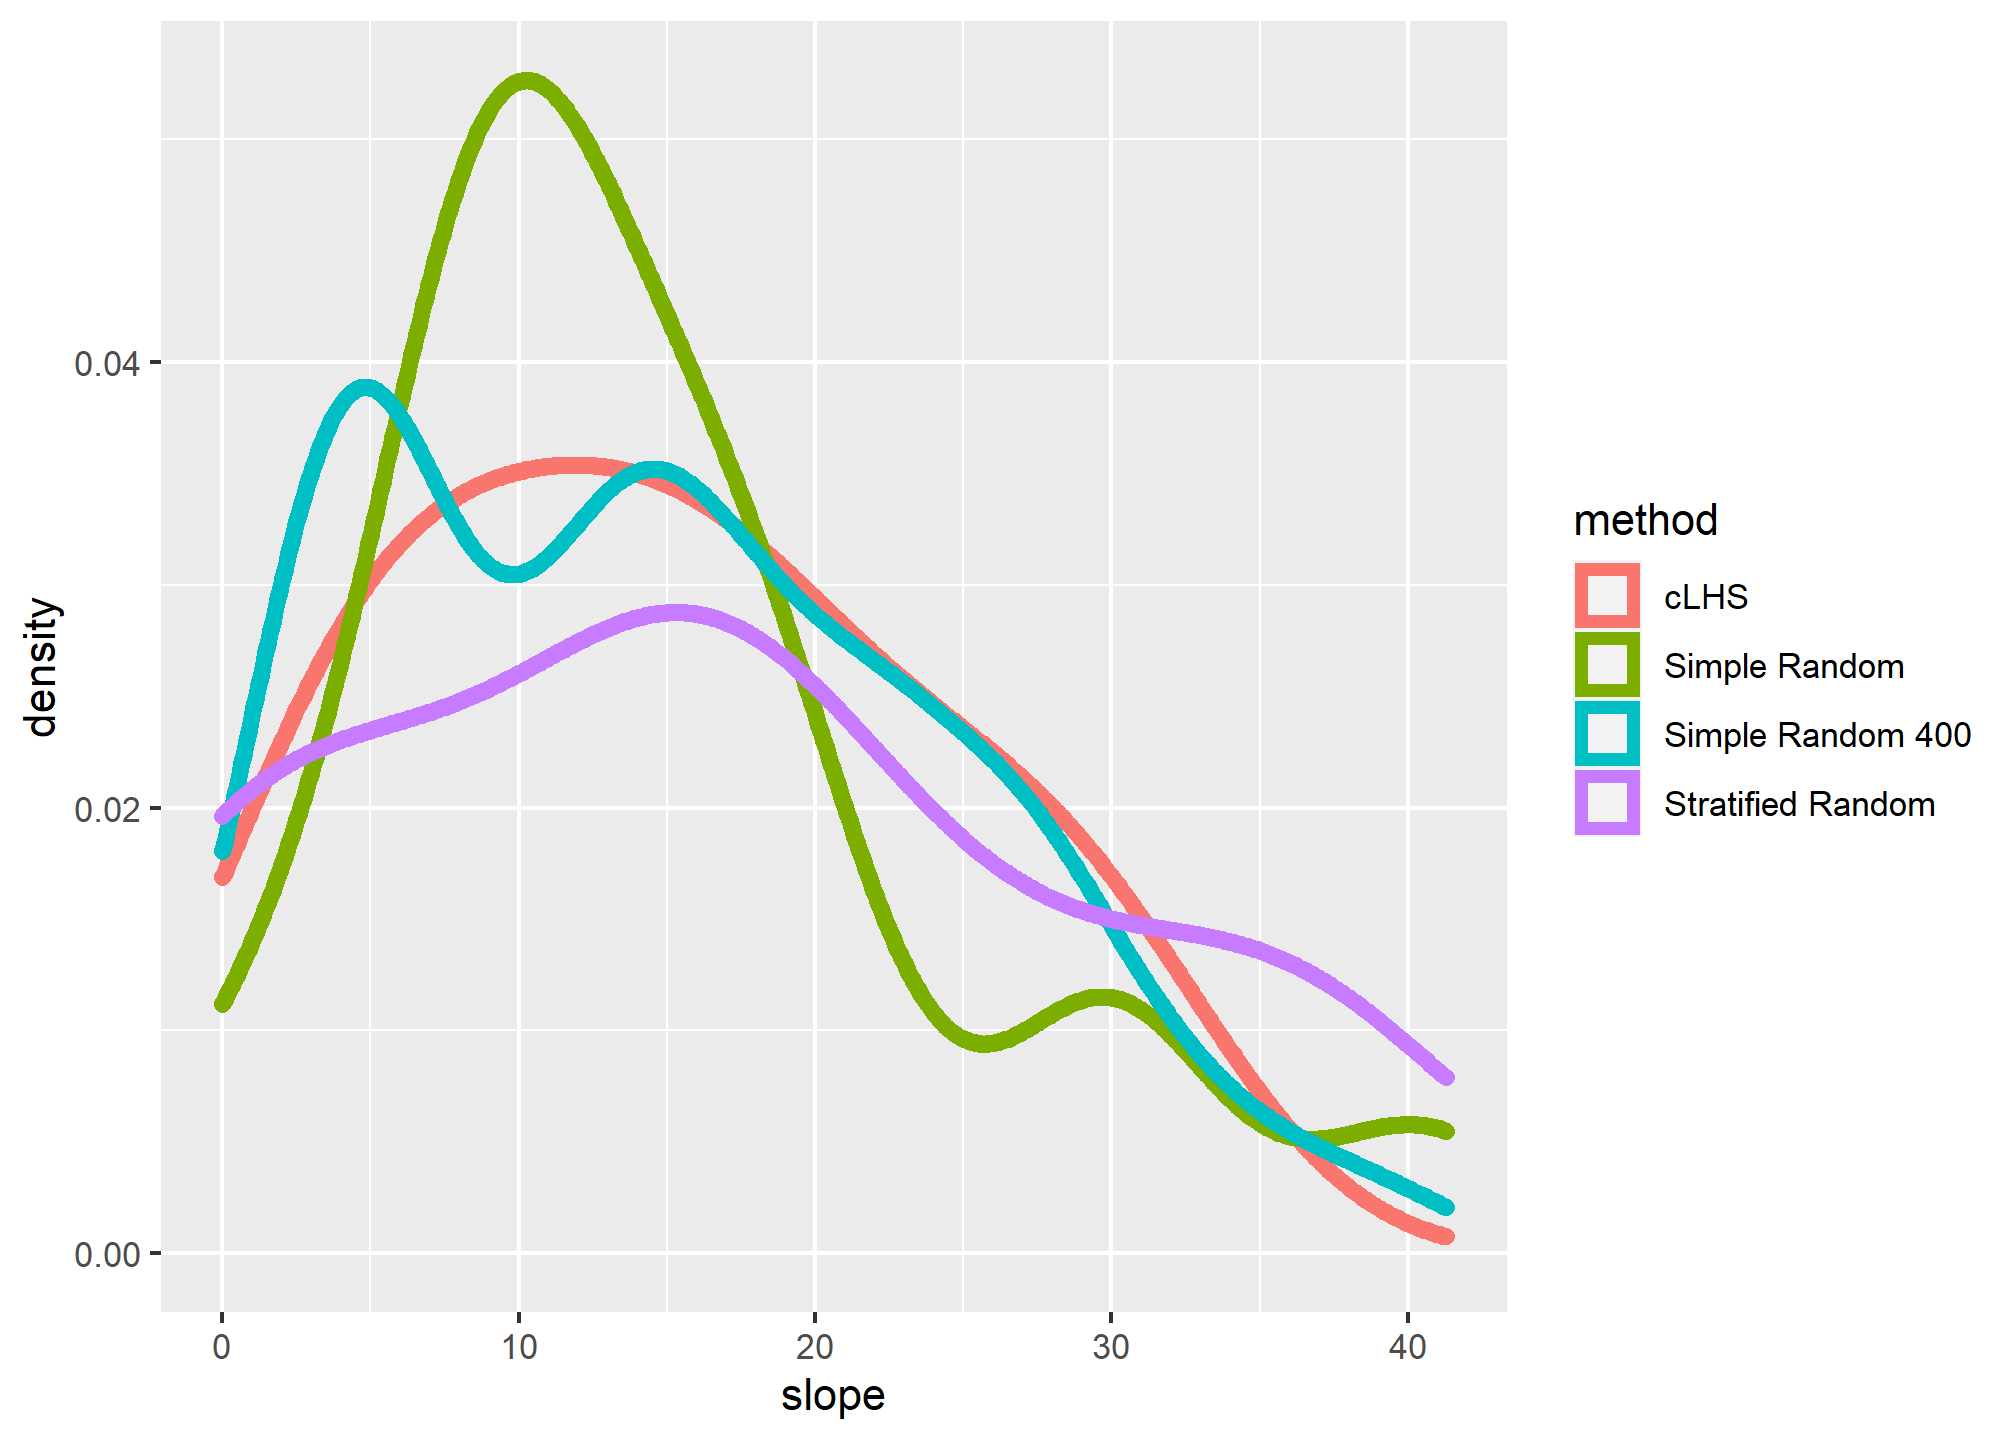 0.04
0.02
0.00
density
0 10 20 30 40
slope
method
cLHS
Simple Random
Simple Random 400
Stratified Random